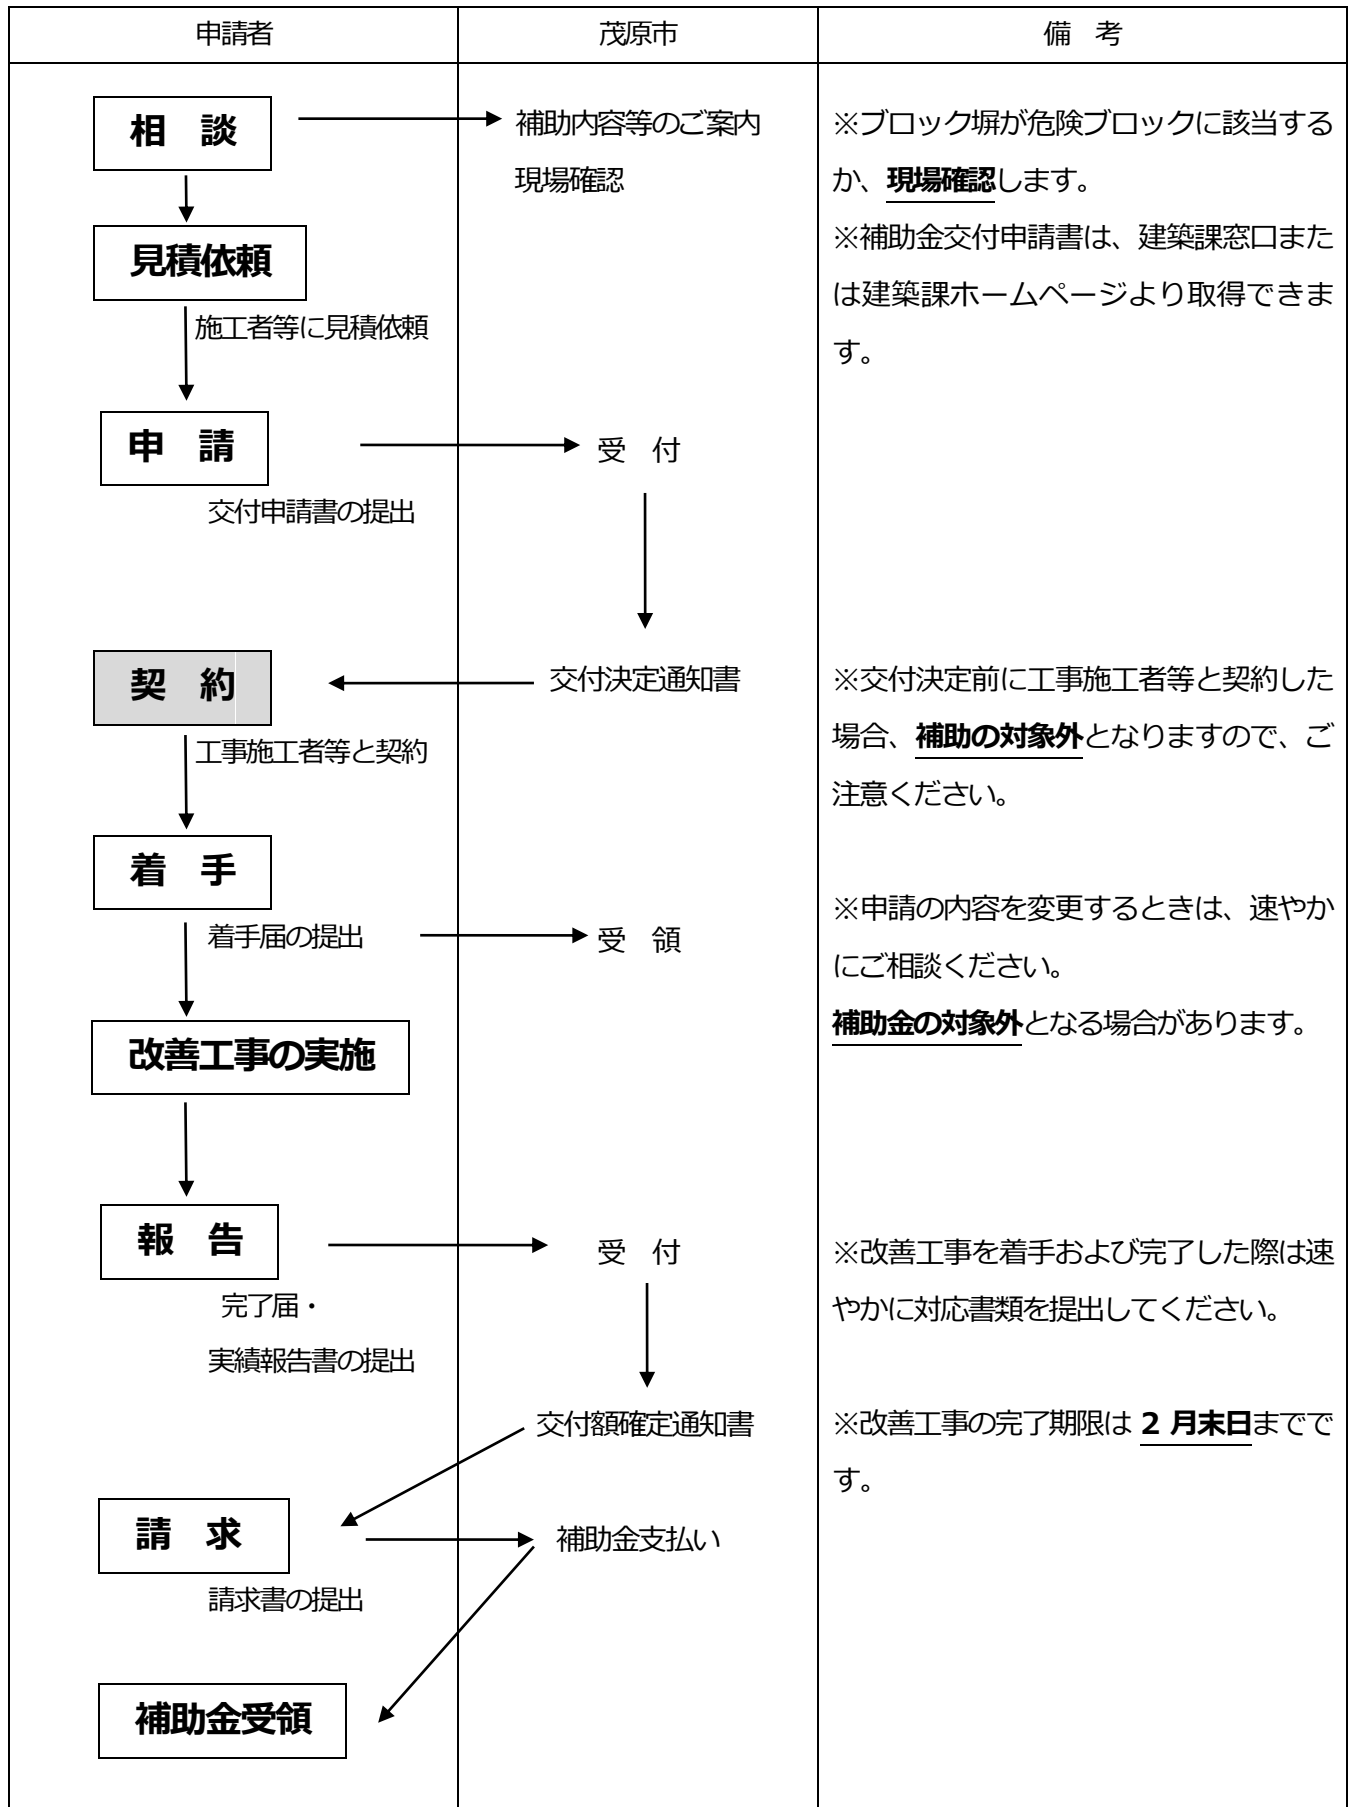 申請者
茂原市
備　考
相　談
補助内容等のご案内
現場確認
※ブロック塀が危険ブロックに該当する
か、現場確認します。
※補助金交付申請書は、建築課窓口また
は建築課ホームページより取得できま
す。
見積依頼
施工者等に見積依頼
申　請
受　付
交付申請書の提出
契　約
交付決定通知書
※交付決定前に工事施工者等と契約した
場合、補助の対象外となりますので、ご
注意ください。
工事施工者等と契約
着　手
着手届の提出
受　領
※申請の内容を変更するときは、速やか
にご相談ください。
補助金の対象外となる場合があります。
改善工事の実施
報　告
受　付
※改善工事を着手および完了した際は速
やかに対応書類を提出してください。
完了届・
実績報告書の提出
交付額確定通知書
※改善工事の完了期限は 2 月末日までで
す。
請　求
補助金支払い
請求書の提出
補助金受領